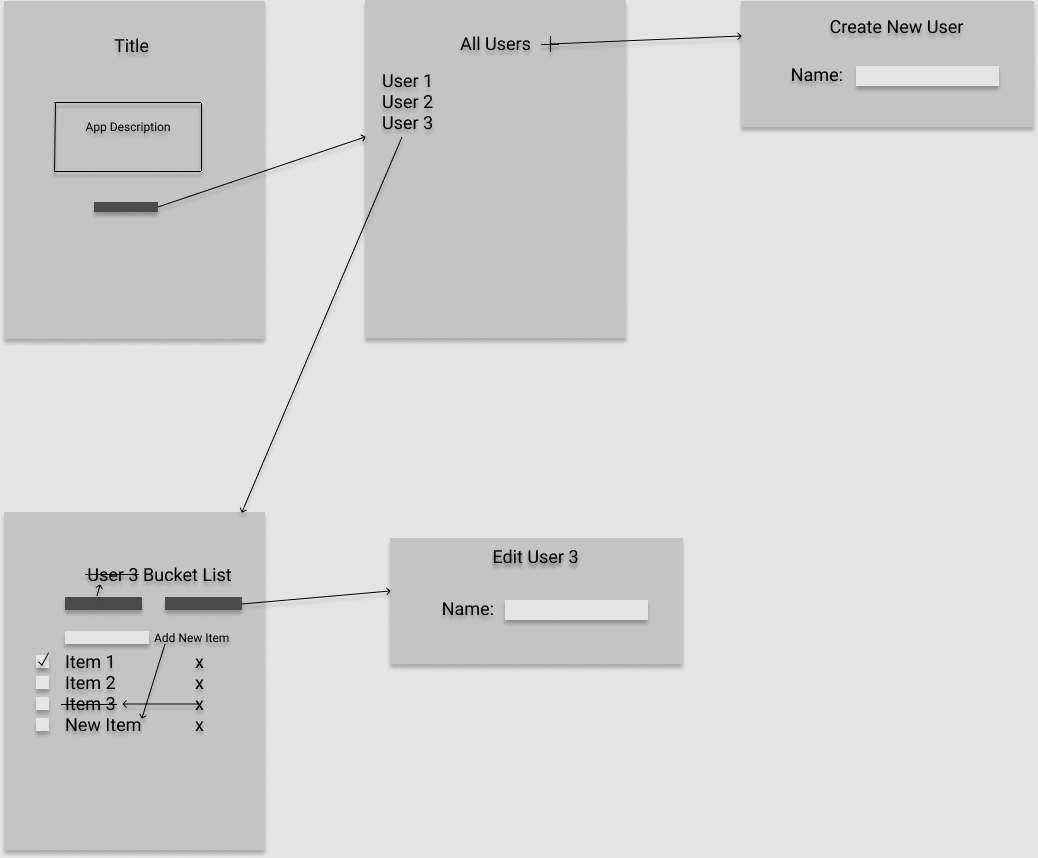 Title
App Description
All Users
User 1
User 2
User 3
Create New User
Name:
User 3 Bucket List
Add New Item
Item 1 x
Item 2 x
Item 3 x
New Item x
Edit User 3
Name: